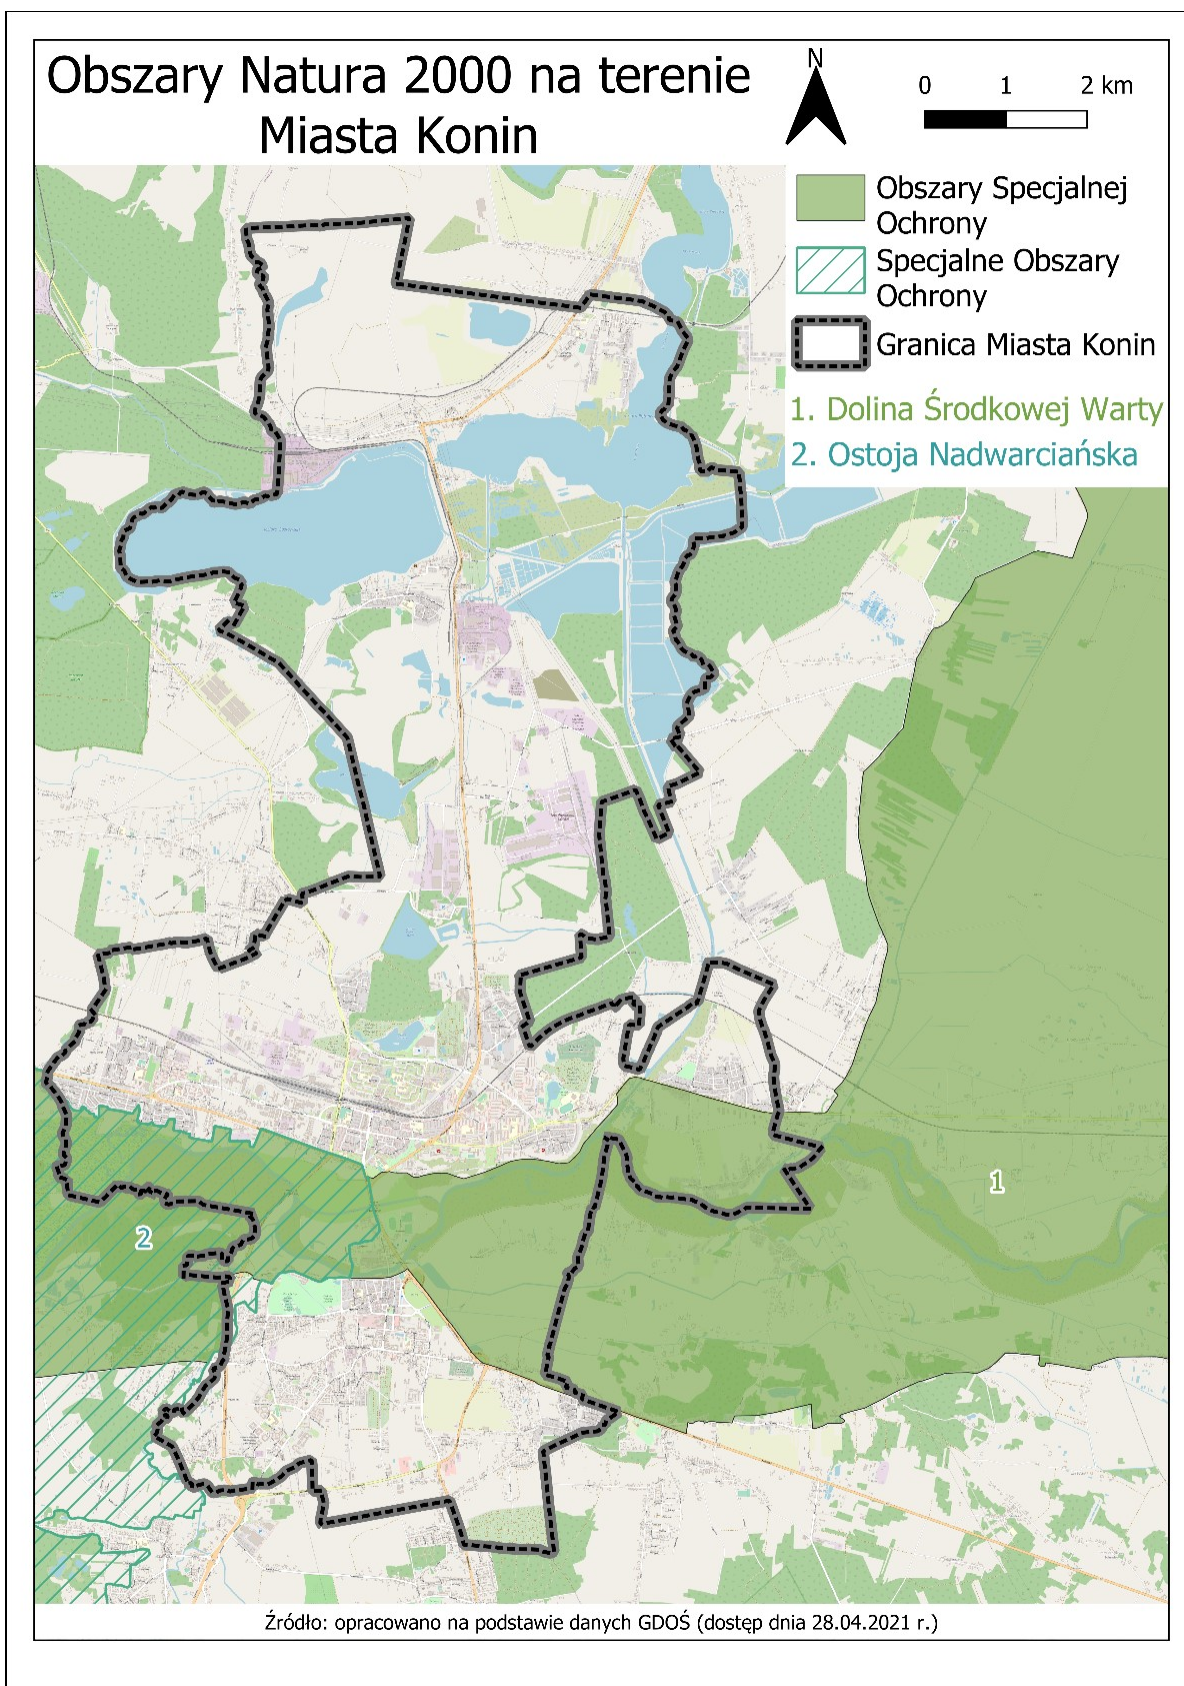 Obszary Natura 2000 na terenie
Miasta Konin
N
0 1 2 km
Obszary Specjalnej
Ochrony
Specjalne Obszary
Ochrony
Granica Miasta Konin
1. Dolina Środkowej Warty
2. Ostoja Nadwarciańska
1
2
Źródło: opracowano na podstawie danych GDOŚ (dostęp dnia 28.04.2021 r.)